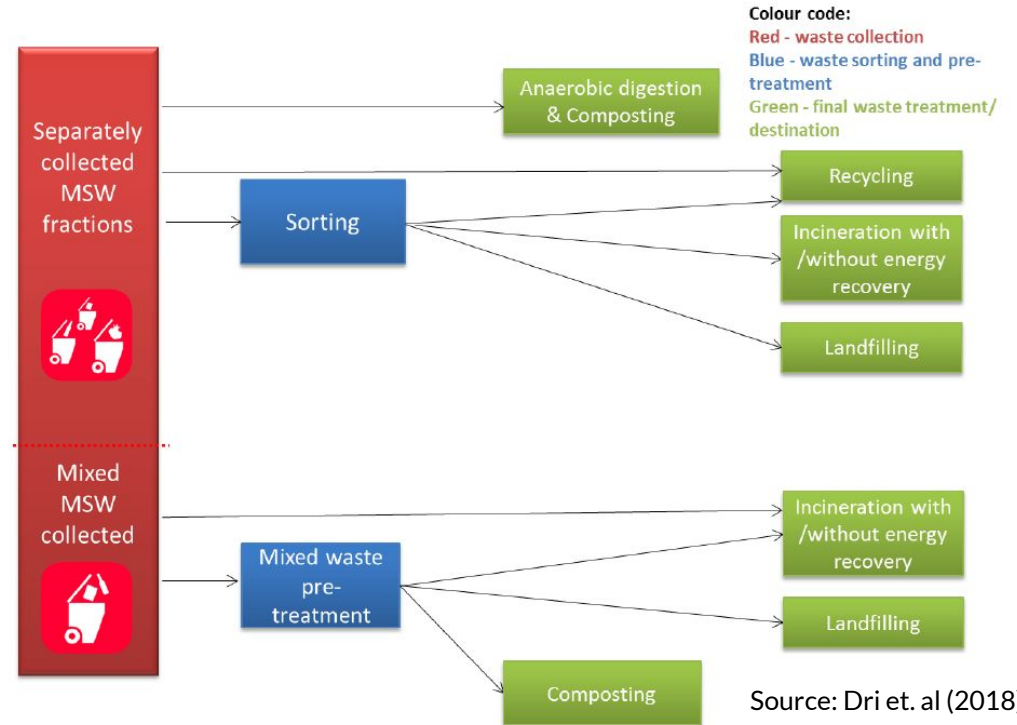 Colour code:
Red - waste collection
Blue - waste sorting and pre-
treatment
Green - final waste treatment/
destination
Anaerobic digestion
& Composting
Separately
collected
MSW
fractions
Sorting
Recycling
Incineration with
/without energy
recovery
Landfilling
Mixed
MSW
collected
Mixed waste
pre-
treatment
Incineration with
/without energy
recovery
Landfilling
Composting
Source: Dri et. al (2018)